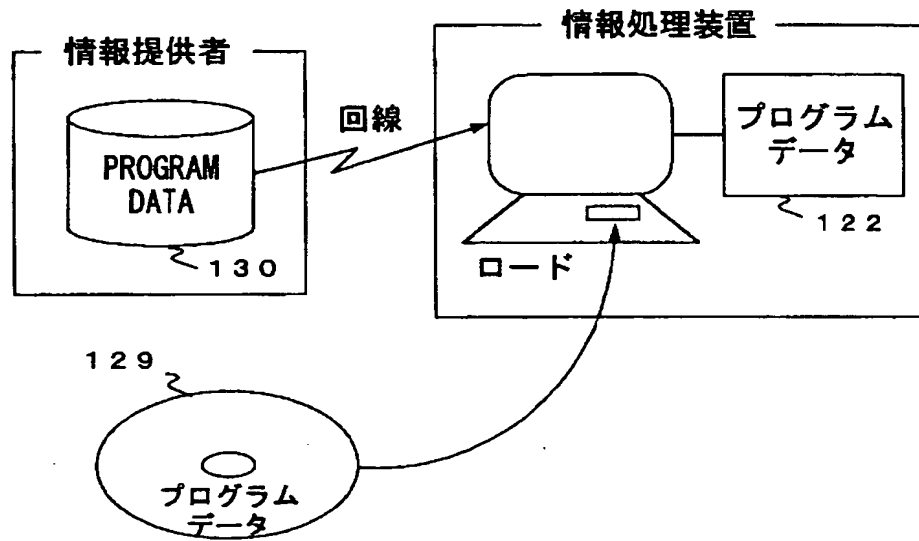 情報提供者
PROGRAM
DATA
130
回線
情報処理装置
プログラム
データ
122
ロード
129
プログラム
データ